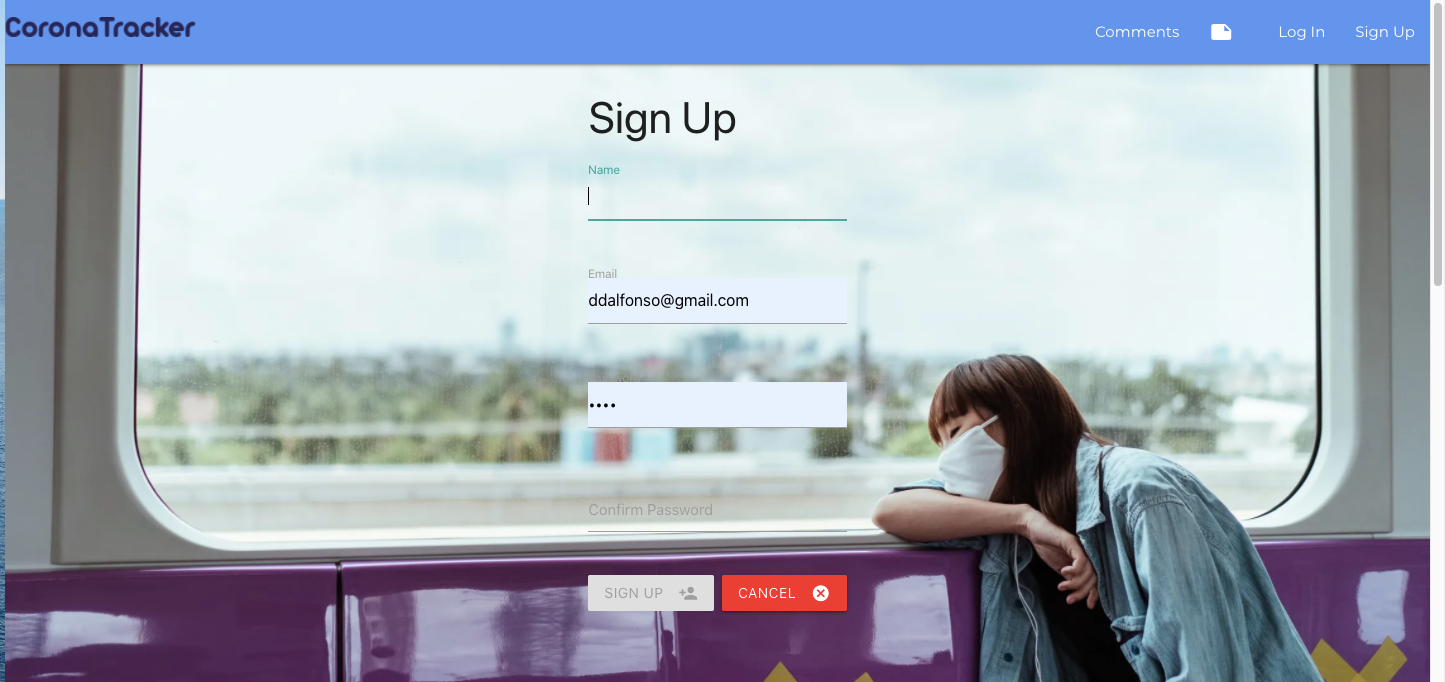 CoronaTracker
Comments
Log In
Sign Up
Sign Up
Name
Email
ddalfonso@gmail.com
••••
Confirm Password
SIGN UP
CANCEL